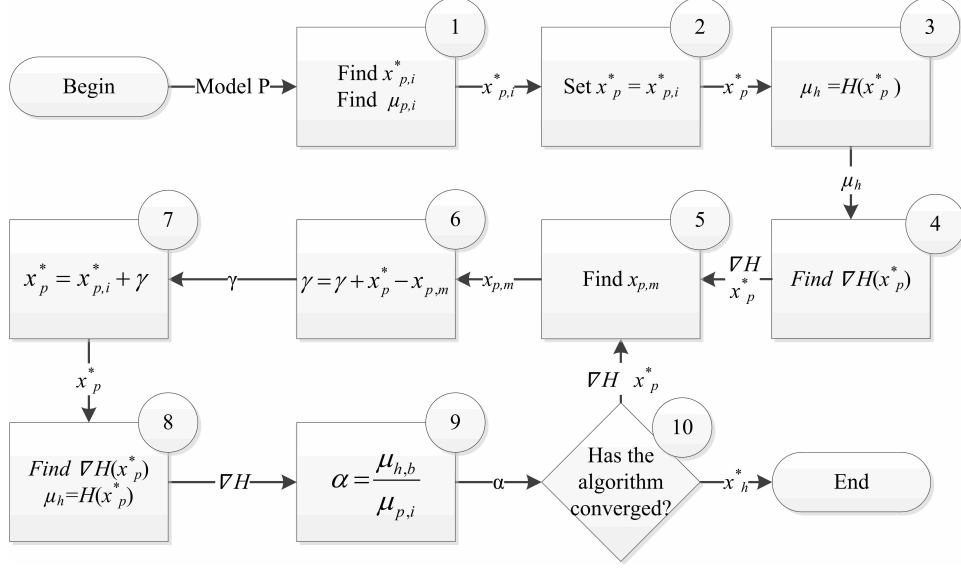 1
2
3
Begin
Model P
Find x*p,i
Find μp,i
x*p,i
Set x*p = x*p,i
x*p
μh =H(x*p )
μh
7
6
5
4
x*p = x*p,i + γ
γ
γ = γ + x*p − xp,m
xp,m
Find xp,m
∇H
x*p
Find ∇H(x*p)
x*p
∇H x*p
8
9
10
Find ∇H(x*p)
μh=H(x*p)
∇H
α = μh,b / μp,i
α
Has the
algorithm
converged?
x*h
End